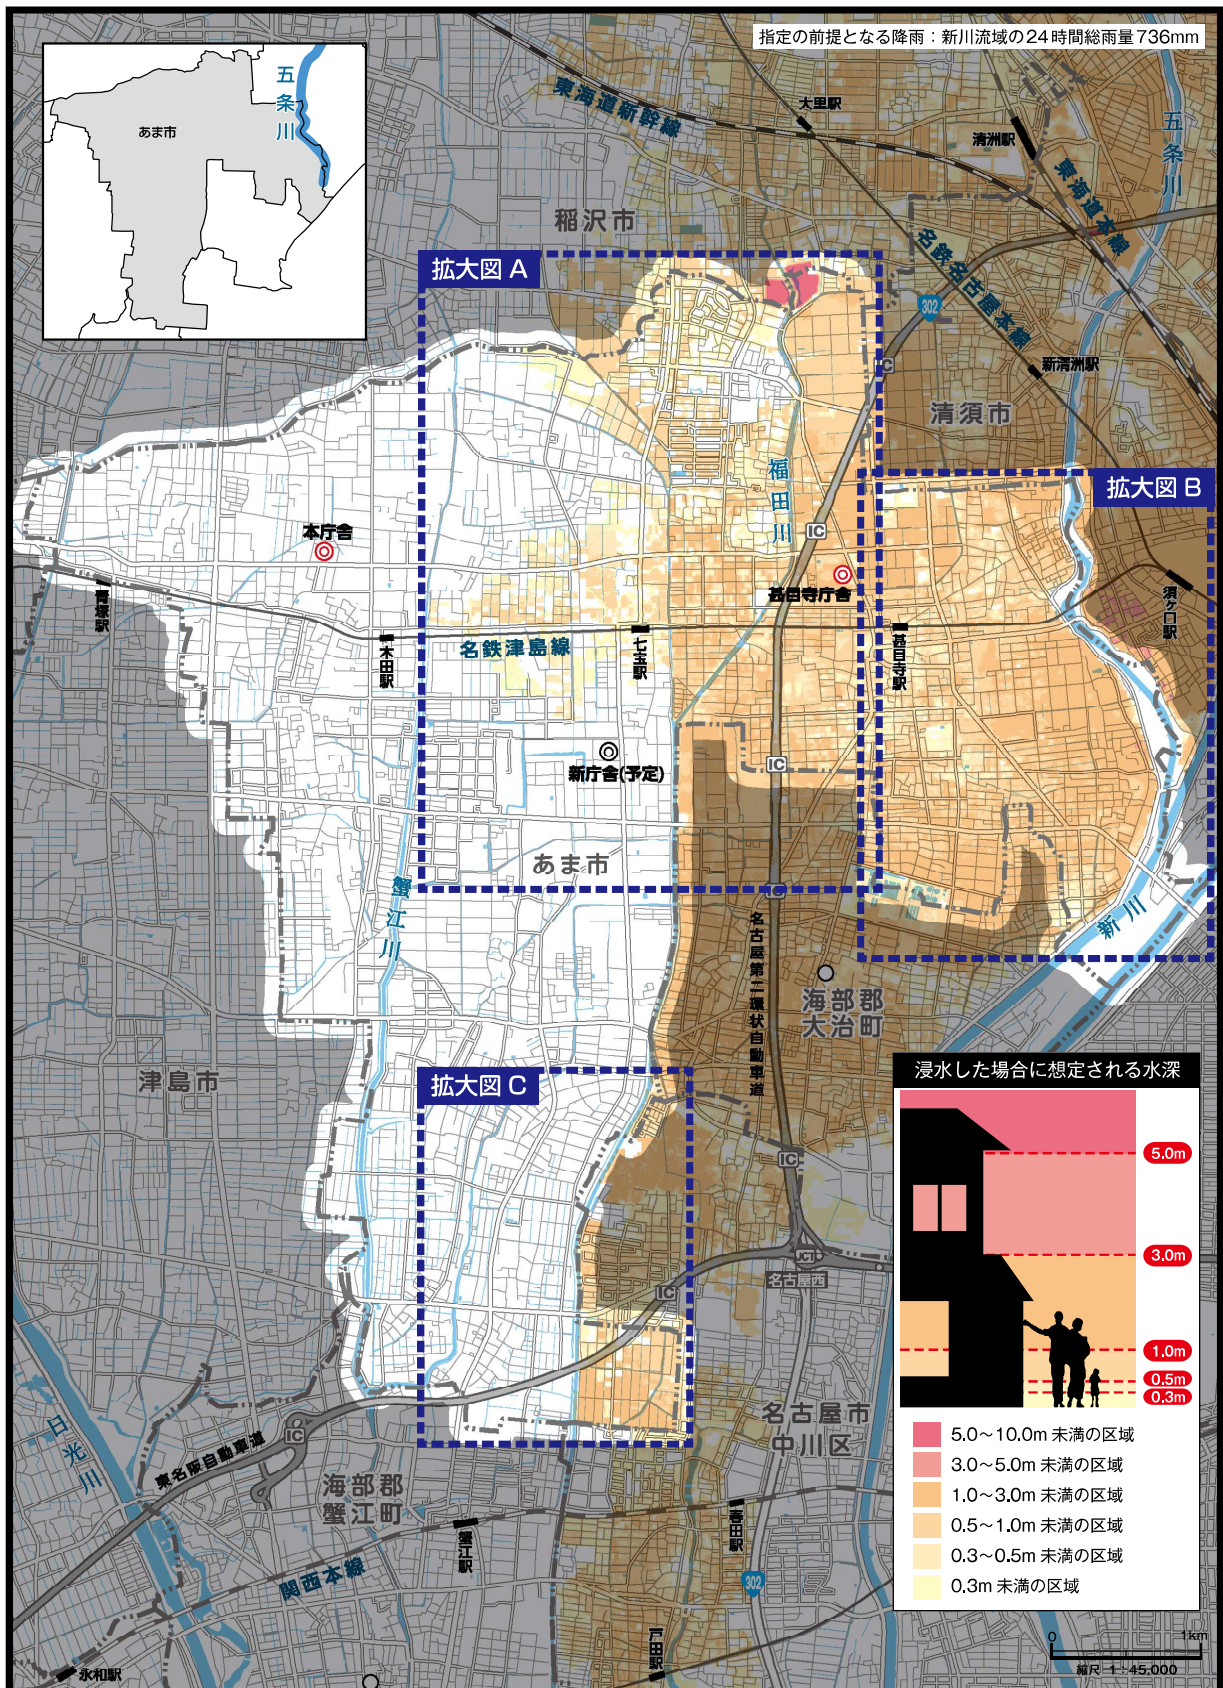 指定の前提となる降雨：新川流域の24時間総雨量736mm
五条川
あま市
東海道新幹線
大里駅
清洲駅
五条川
東海道本線
稲沢市
名鉄名古屋本線
拡大図 A
302
IC
新清洲駅
清須市
福田川
拡大図 B
本庁舎
IC
甚目寺庁舎
青塚駅
木田駅
名鉄津島線
七宝駅
甚目寺駅
須ヶ口駅
新庁舎(予定)
IC
あま市
蟹江川
IC
名古屋第二環状自動車道
新川
海部郡
大治町
津島市
拡大図 C
浸水した場合に想定される水深
5.0m
3.0m
1.0m
0.5m
0.3m
IC
JCT
名古屋西
IC
日光川
東名阪自動車道
IC
海部郡
蟹江町
名古屋市
中川区
5.0～10.0m 未満の区域
3.0～5.0m 未満の区域
1.0～3.0m 未満の区域
0.5～1.0m 未満の区域
0.3～0.5m 未満の区域
0.3m 未満の区域
蟹江駅
春田駅
関西本線
302
戸田駅
永和駅
0 1km
縮尺 1：45,000